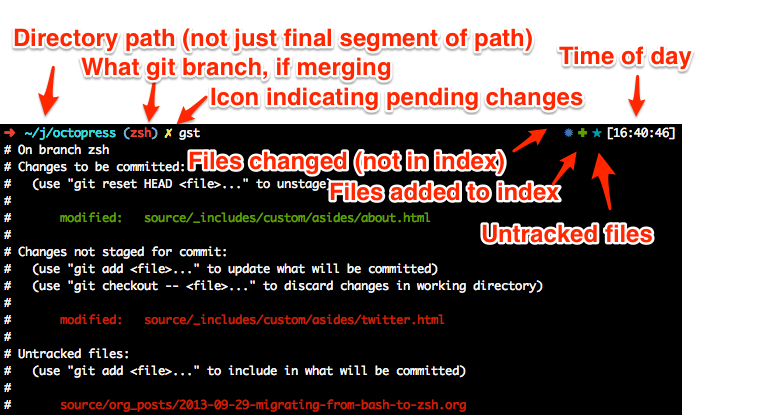 Directory path (not just final segment of path)
What git branch, if merging
Time of day
Icon indicating pending changes
➜ ~/j/octopress (zsh) ✗ gst ✹ ✚ ★ [16:40:46]
# On branch zsh
# Changes to be committed:
Files changed (not in index)
#   (use "git reset HEAD <file>..." to unstage)
Files added to index
#
#       modified:   source/_includes/custom/asides/about.html
Untracked files
#
# Changes not staged for commit:
#   (use "git add <file>..." to update what will be committed)
#   (use "git checkout -- <file>..." to discard changes in working directory)
#
#       modified:   source/_includes/custom/asides/twitter.html
#
# Untracked files:
#   (use "git add <file>..." to include in what will be committed)
#
#       source/org_posts/2013-09-29-migrating-from-bash-to-zsh.org